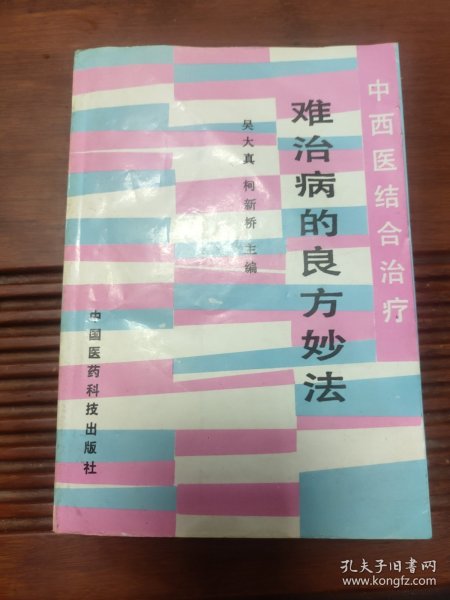 中西医结合治疗
难治病的良方妙法
吴大真 柯新桥 主编
中国医药科技出版社
孔夫子旧书网
www.kongfz.com